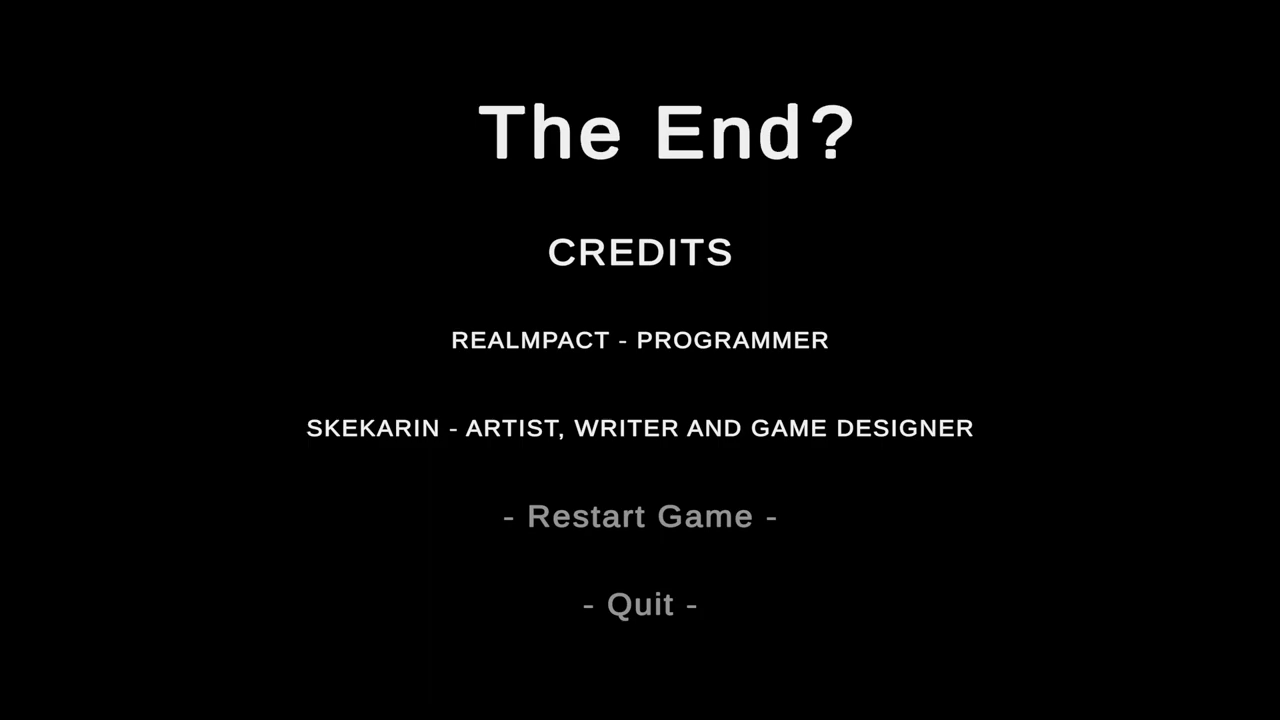 The End?
CREDITS
REALMPACT - PROGRAMMER
SKEKARIN - ARTIST, WRITER AND GAME DESIGNER
- Restart Game -
- Quit -